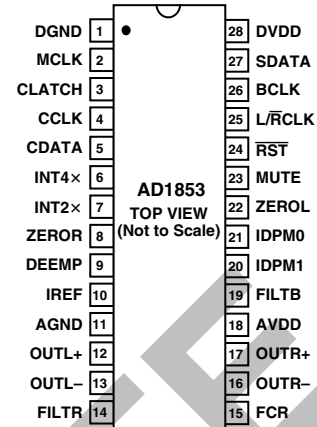 DGND 1 28 DVDD
MCLK 2 27 SDATA
CLATCH 3 26 BCLK
CCLK 4 25 L/R̅CLK
CDATA 5 24 R̅S̅T̅
INT4× 6 23 MUTE
INT2× 7 22 ZEROL
ZEROR 8 21 IDPM0
DEEMP 9 20 IDPM1
IREF 10 19 FILTB
AGND 11 18 AVDD
OUTL+ 12 17 OUTR+
OUTL– 13 16 OUTR–
FILTR 14 15 FCR
AD1853
TOP VIEW
(Not to Scale)